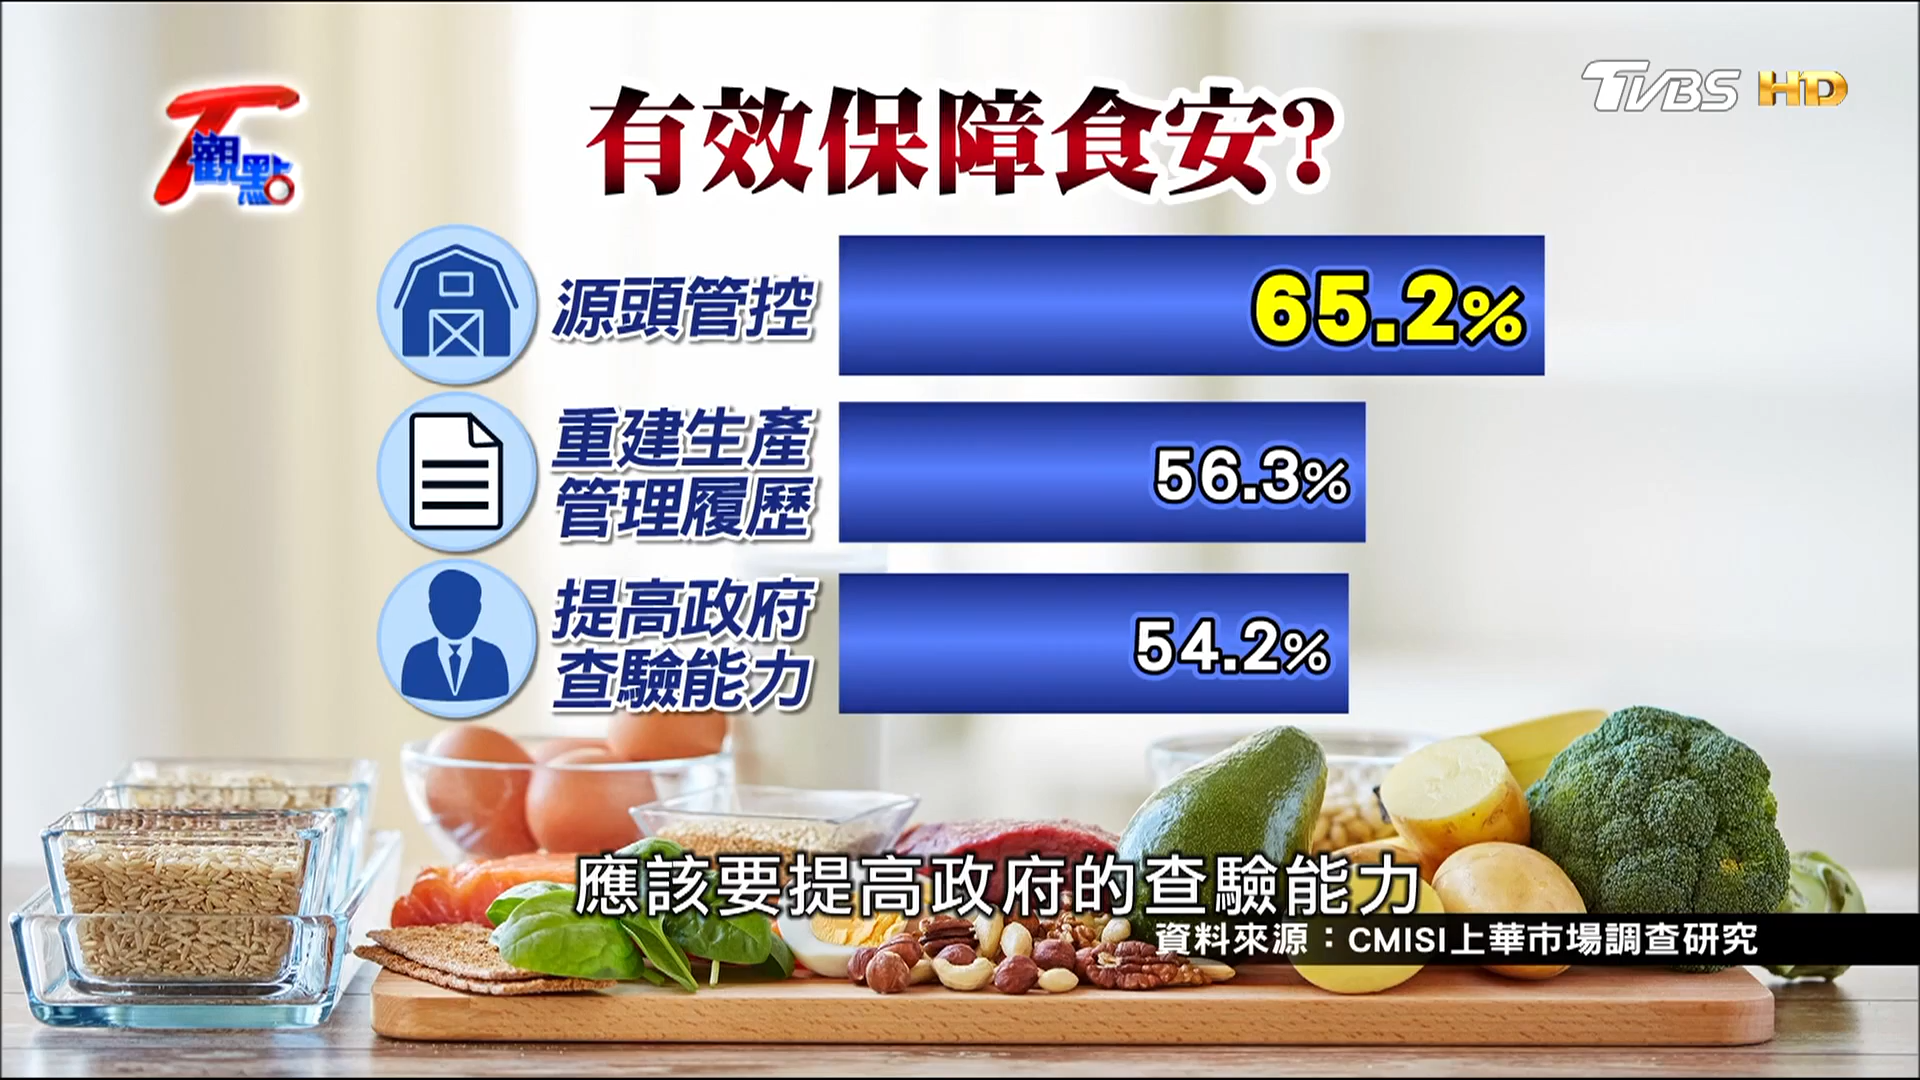 T觀點
有效保障食安?
TVBS HD
源頭管控
65.2%
重建生產
管理履歷
56.3%
提高政府
查驗能力
54.2%
應該要提高政府的查驗能力
資料來源：CMISI上華市場調查研究